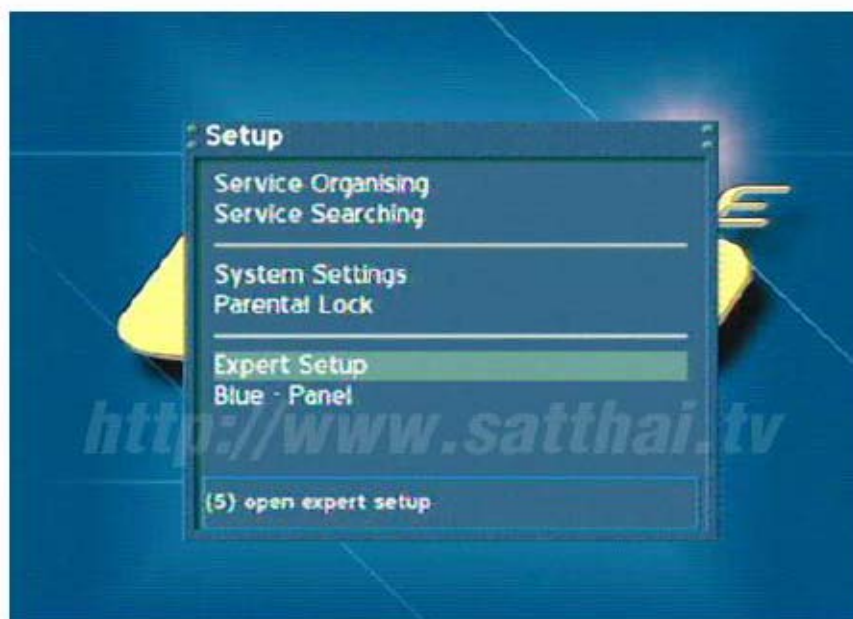 Setup
Service Organising
Service Searching
System Settings
Parental Lock
Expert Setup
Blue - Panel
http://www.satthai.tv
(5) open expert setup